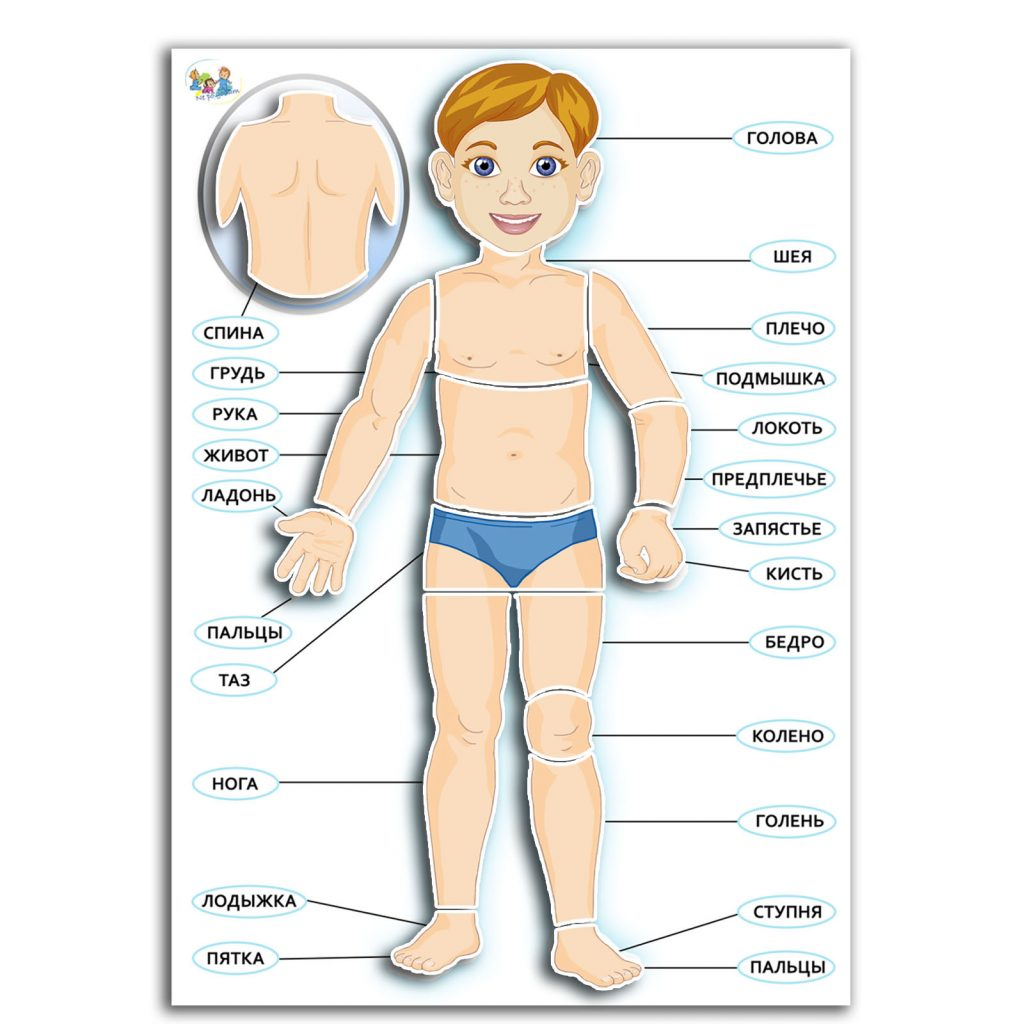 ГОЛОВА
ШЕЯ
ПЛЕЧО
ПОДМЫШКА
ЛОКОТЬ
ПРЕДПЛЕЧЬЕ
ЗАПЯСТЬЕ
КИСТЬ
БЕДРО
КОЛЕНО
ГОЛЕНЬ
СТУПНЯ
ПАЛЬЦЫ
СПИНА
ГРУДЬ
РУКА
ЖИВОТ
ЛАДОНЬ
ПАЛЬЦЫ
ТАЗ
НОГА
ЛОДЫЖКА
ПЯТКА